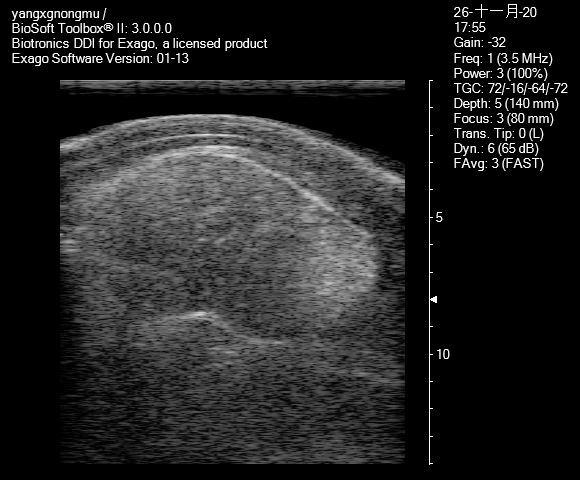 yangxgnongmu /
BioSoft Toolbox® II: 3.0.0.0
Biotronics DDI for Exago, a licensed product
Exago Software Version: 01-13
26-十一月-20
17:55
Gain: -32
Freq: 1 (3.5 MHz)
Power: 3 (100%)
TGC: 72/-16/-64/-72
Depth: 5 (140 mm)
Focus: 3 (80 mm)
Trans. Tip: 0 (L)
Dyn.: 6 (65 dB)
FAvg: 3 (FAST)
5
10